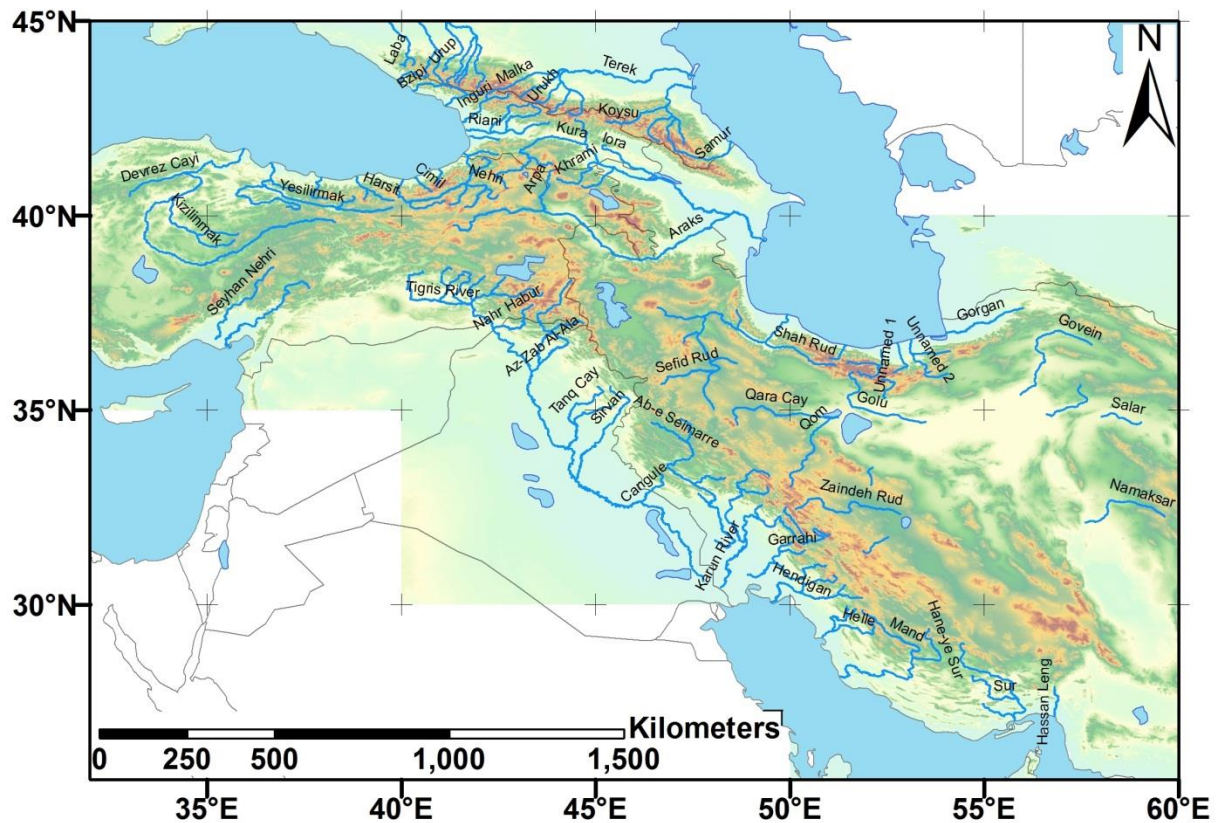 45°N
N
Laba
Urup
Bzipi
Inguri
Malka
Urukh
Terek
Riani
Koysu
Kura
Iora
Samur
Devrez Cayi
Yesilirmak
Harsit
Cimil
Nehn
Arpa
Khrami
40°N
Kizilinmak
Araks
Seyhan Nehri
Tigris River
Nahr Habur
Az-Zab Al-Ala
Gorgan
Govein
Shah Rud
Unnamed 1
Unnamed 2
Sefid Rud
Tanq Cay
Silvah
Qara Cay
Golu
35°N
Salar
Ab-e Seimarre
Qom
Cangule
Zaindeh Rud
Namaksar
Karun River
Garrahi
Hendigan
30°N
Helle
Mand
Hane-ye Sur
Sur
Hassan Leng
Kilometers
0 250 500 1,000 1,500
35°E 40°E 45°E 50°E 55°E 60°E